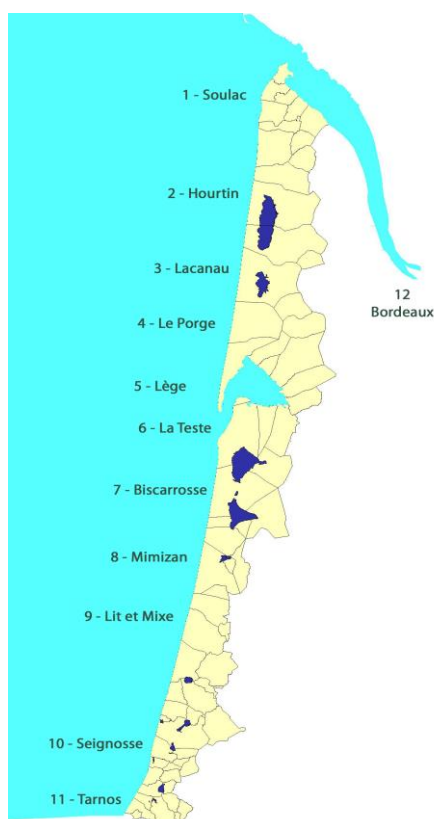 1 - Soulac
2 - Hourtin
3 - Lacanau
12
Bordeaux
4 - Le Porge
5 - Lège
6 - La Teste
7 - Biscarrosse
8 - Mimizan
9 - Lit et Mixe
10 - Seignosse
11 - Tarnos